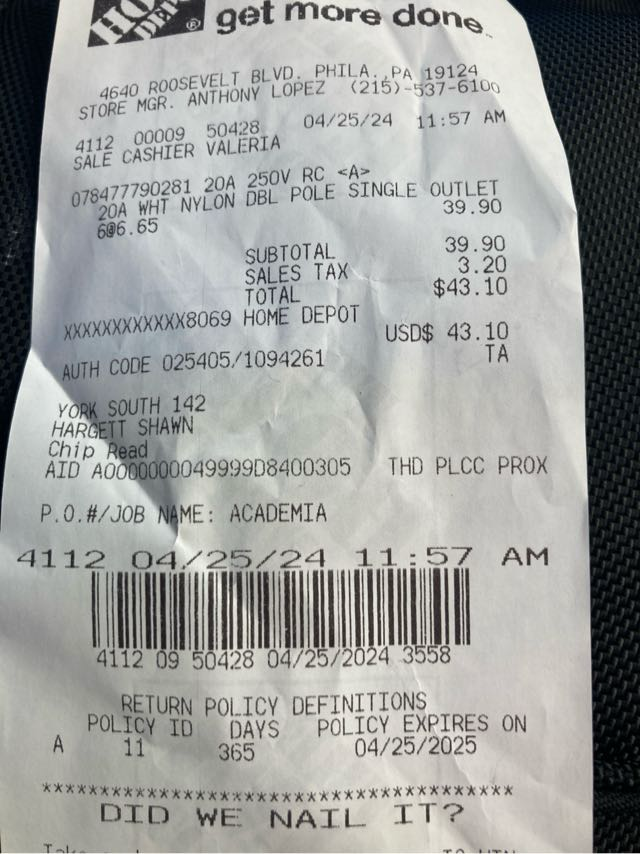 get more done.
4640 ROOSEVELT BLVD. PHILA., PA 19124
STORE MGR. ANTHONY LOPEZ (215)-537-6100
4112 00009 50428 04/25/24 11:57 AM
SALE CASHIER VALERIA
078477790281 20A 250V RC <A>
20A WHT NYLON DBL POLE SINGLE OUTLET
6@6.65 39.90
SUBTOTAL 39.90
SALES TAX 3.20
TOTAL $43.10
XXXXXXXXXXXX8069 HOME DEPOT
USD$ 43.10
AUTH CODE 025405/1094261 TA
YORK SOUTH 142
HARGETT SHAWN
Chip Read
AID A0000000049999D8400305 THD PLCC PROX
P.O.#/JOB NAME: ACADEMIA
4112 04/25/24 11:57 AM
4112 09 50428 04/25/2024 3558
RETURN POLICY DEFINITIONS
POLICY ID DAYS POLICY EXPIRES ON
A 11 365 04/25/2025
***************************************
DID WE NAIL IT?